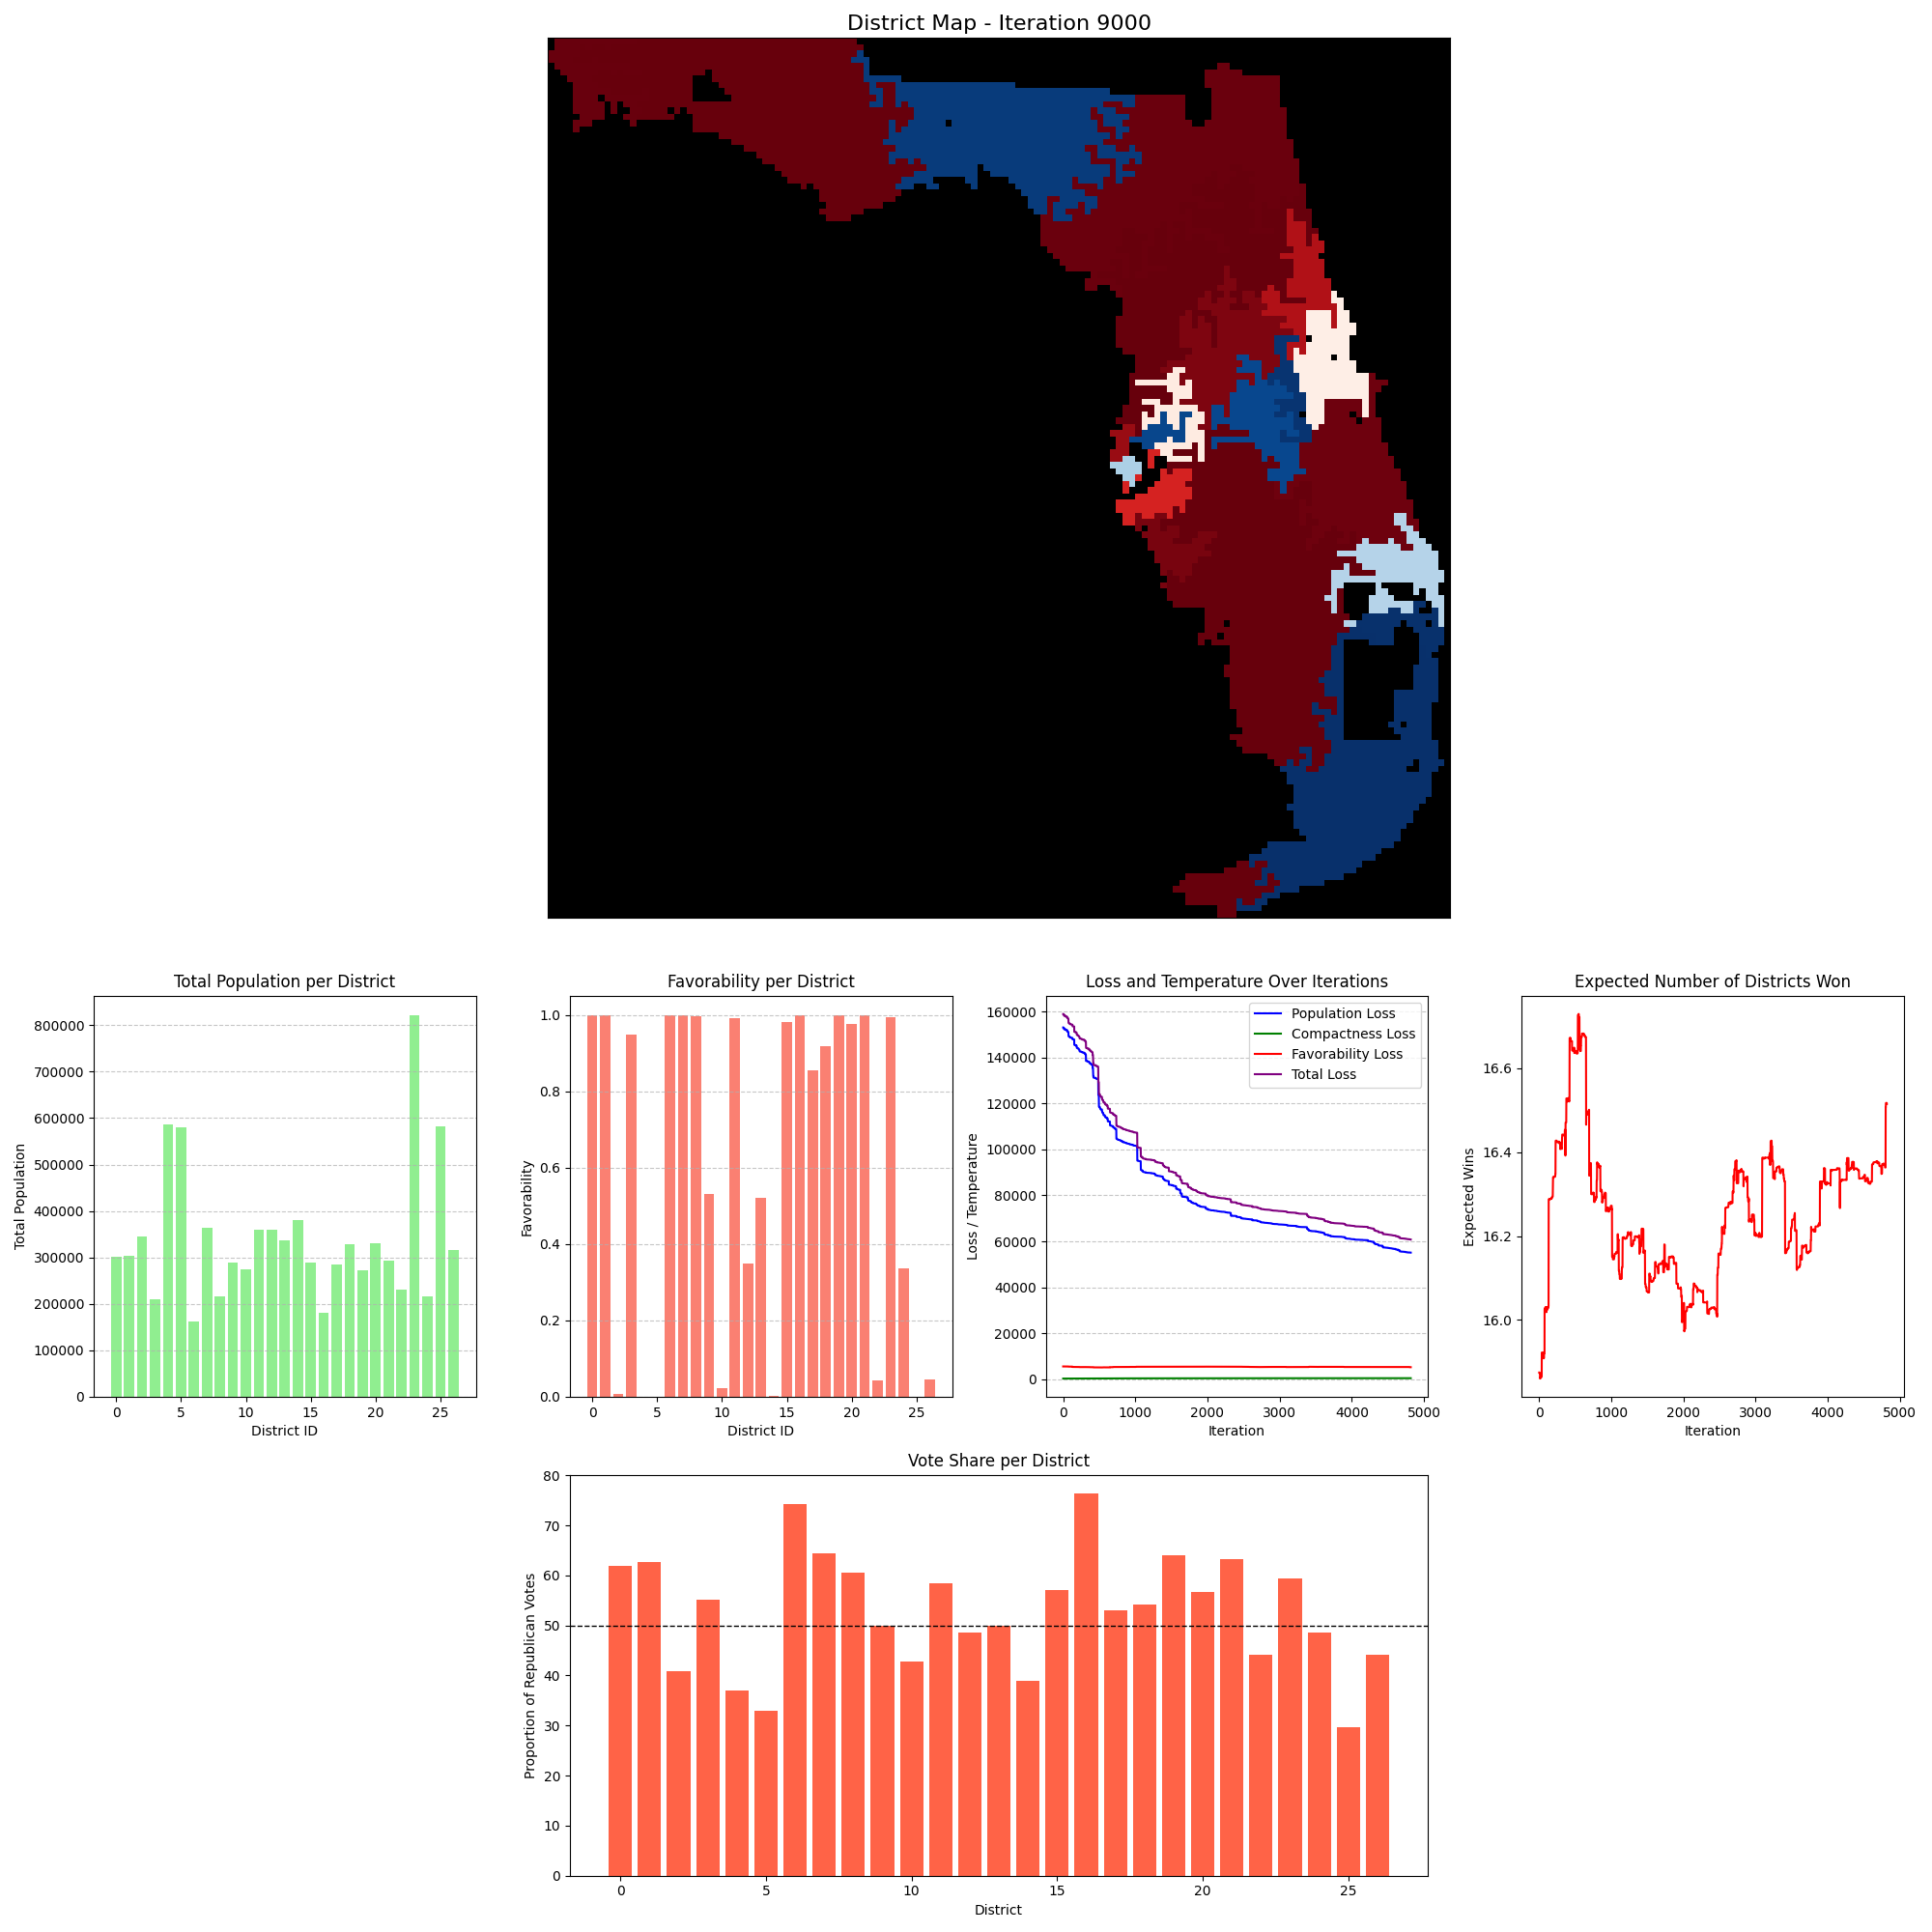 District Map - Iteration 9000
Total Population per District
Total Population
800000
700000
600000
500000
400000
300000
200000
100000
0
0 5 10 15 20 25
District ID
Favorability per District
Favorability
1.0
0.8
0.6
0.4
0.2
0.0
0 5 10 15 20 25
District ID
Loss and Temperature Over Iterations
Loss / Temperature
160000
140000
120000
100000
80000
60000
40000
20000
0
Population Loss
Compactness Loss
Favorability Loss
Total Loss
0 1000 2000 3000 4000 5000
Iteration
Expected Number of Districts Won
Expected Wins
16.6
16.4
16.2
16.0
0 1000 2000 3000 4000 5000
Iteration
Vote Share per District
Proportion of Republican Votes
80
70
60
50
40
30
20
10
0
0 5 10 15 20 25
District